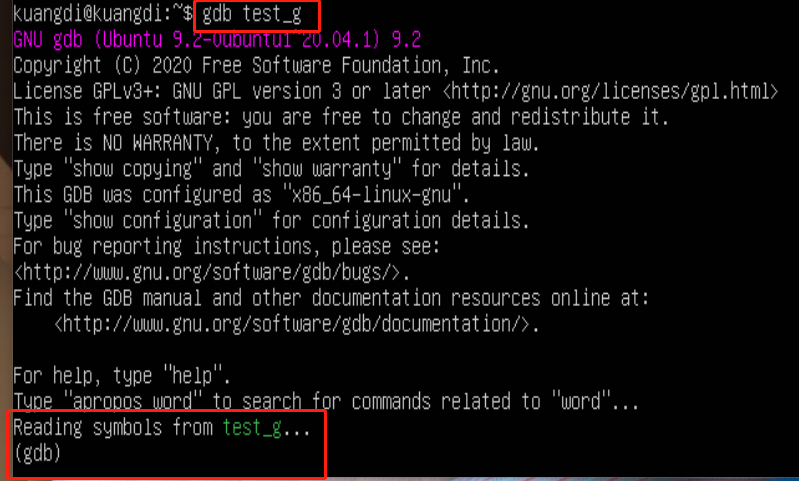 kuangdi@kuangdi:~$ gdb test_g
GNU gdb (Ubuntu 9.2-0ubuntu1~20.04.1) 9.2
Copyright (C) 2020 Free Software Foundation, Inc.
License GPLv3+: GNU GPL version 3 or later <http://gnu.org/licenses/gpl.html>
This is free software: you are free to change and redistribute it.
There is NO WARRANTY, to the extent permitted by law.
Type "show copying" and "show warranty" for details.
This GDB was configured as "x86_64-linux-gnu".
Type "show configuration" for configuration details.
For bug reporting instructions, please see:
<http://www.gnu.org/software/gdb/bugs/>.
Find the GDB manual and other documentation resources online at:
    <http://www.gnu.org/software/gdb/documentation/>.
For help, type "help".
Type "apropos word" to search for commands related to "word"...
Reading symbols from test_g...
(gdb)